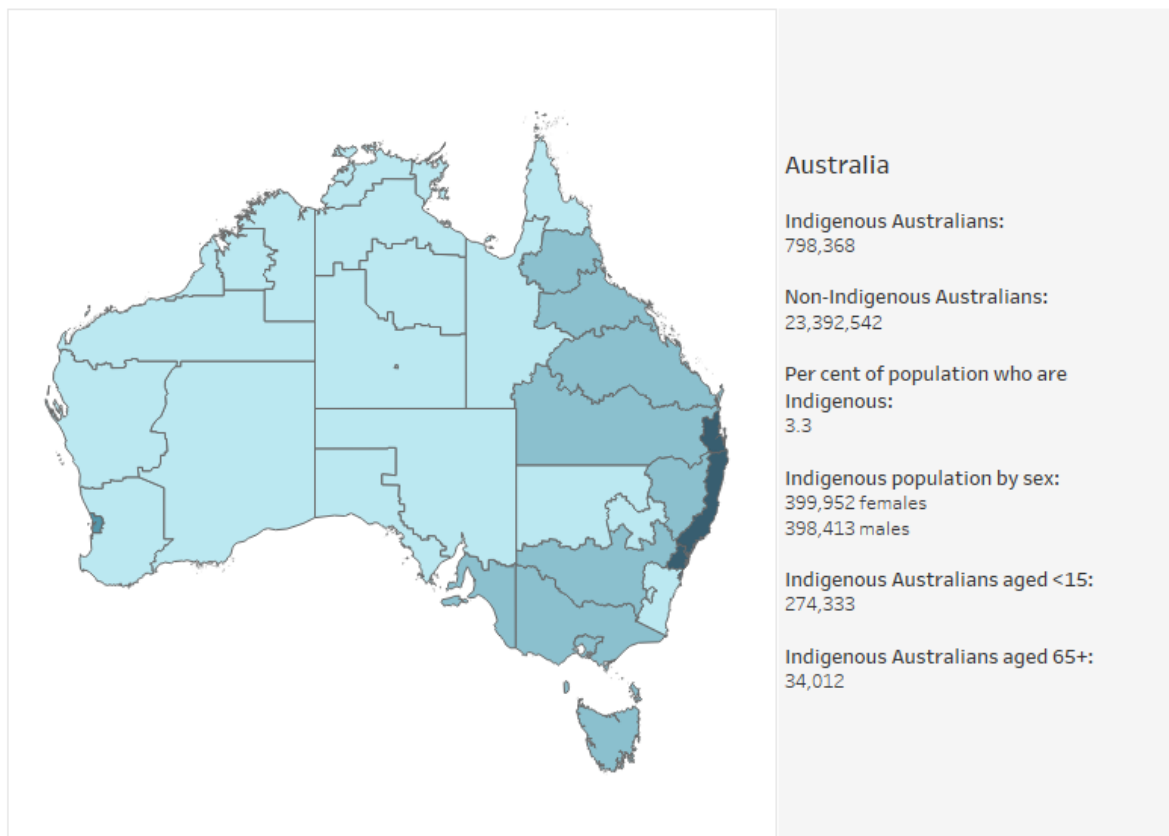 Australia
Indigenous Australians:
798,368
Non-Indigenous Australians:
23,392,542
Per cent of population who are
Indigenous:
3.3
Indigenous population by sex:
399,952 females
398,413 males
Indigenous Australians aged <15:
274,333
Indigenous Australians aged 65+:
34,012